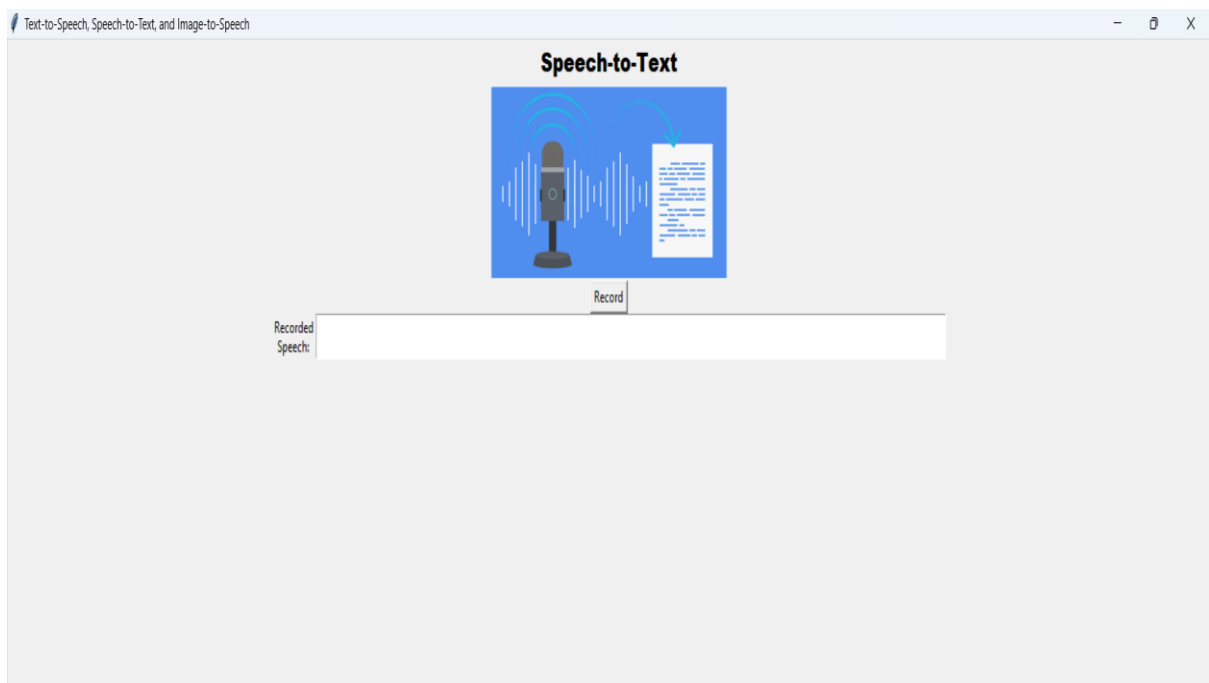 Text-to-Speech, Speech-to-Text, and Image-to-Speech
Speech-to-Text
Record
Recorded
Speech: